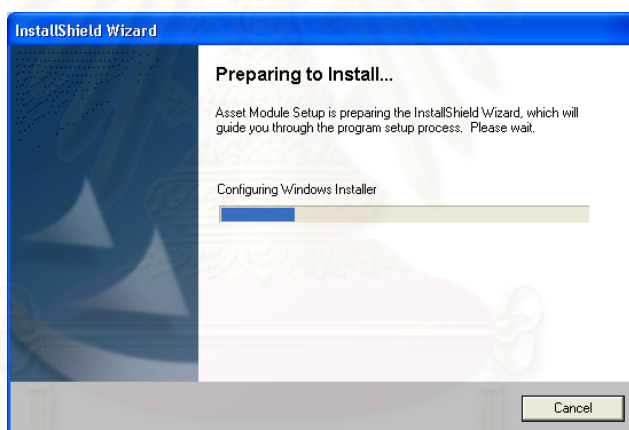 InstallShield Wizard
Preparing to Install...
Asset Module Setup is preparing the InstallShield Wizard, which will
guide you through the program setup process. Please wait.
Configuring Windows Installer
Cancel